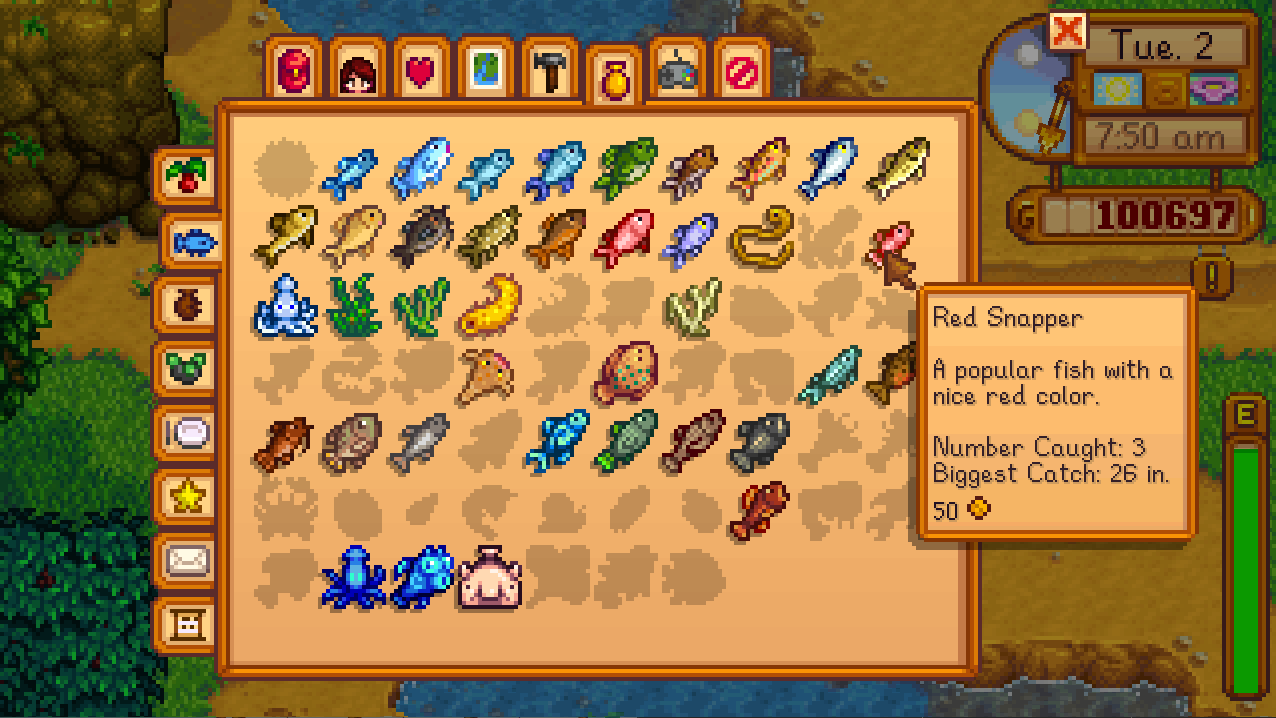 Tue. 2
7:50 am
G 100697
Red Snapper
A popular fish with a
nice red color.
Number Caught: 3
Biggest Catch: 26 in.
50
!
E